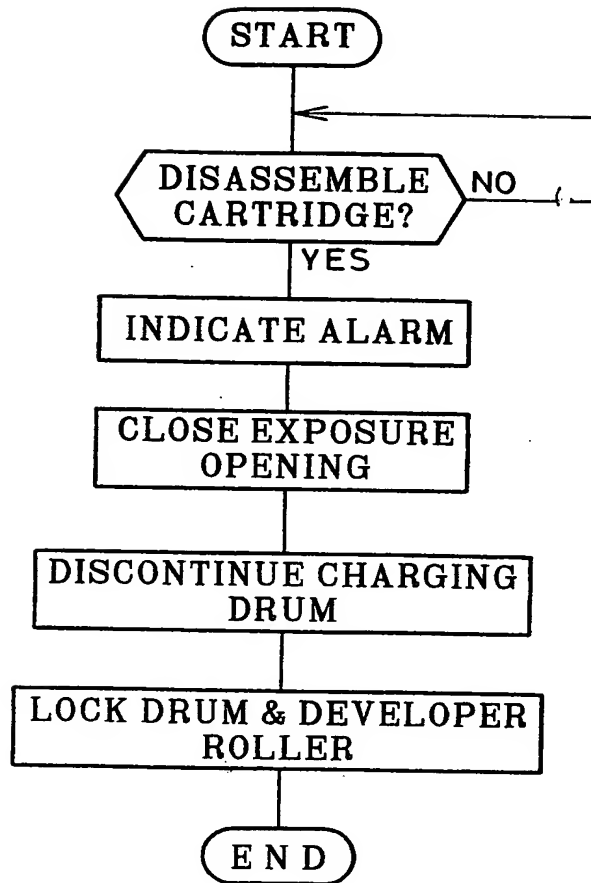 START
DISASSEMBLE
CARTRIDGE?
NO
YES
INDICATE ALARM
CLOSE EXPOSURE
OPENING
DISCONTINUE CHARGING
DRUM
LOCK DRUM & DEVELOPER
ROLLER
END